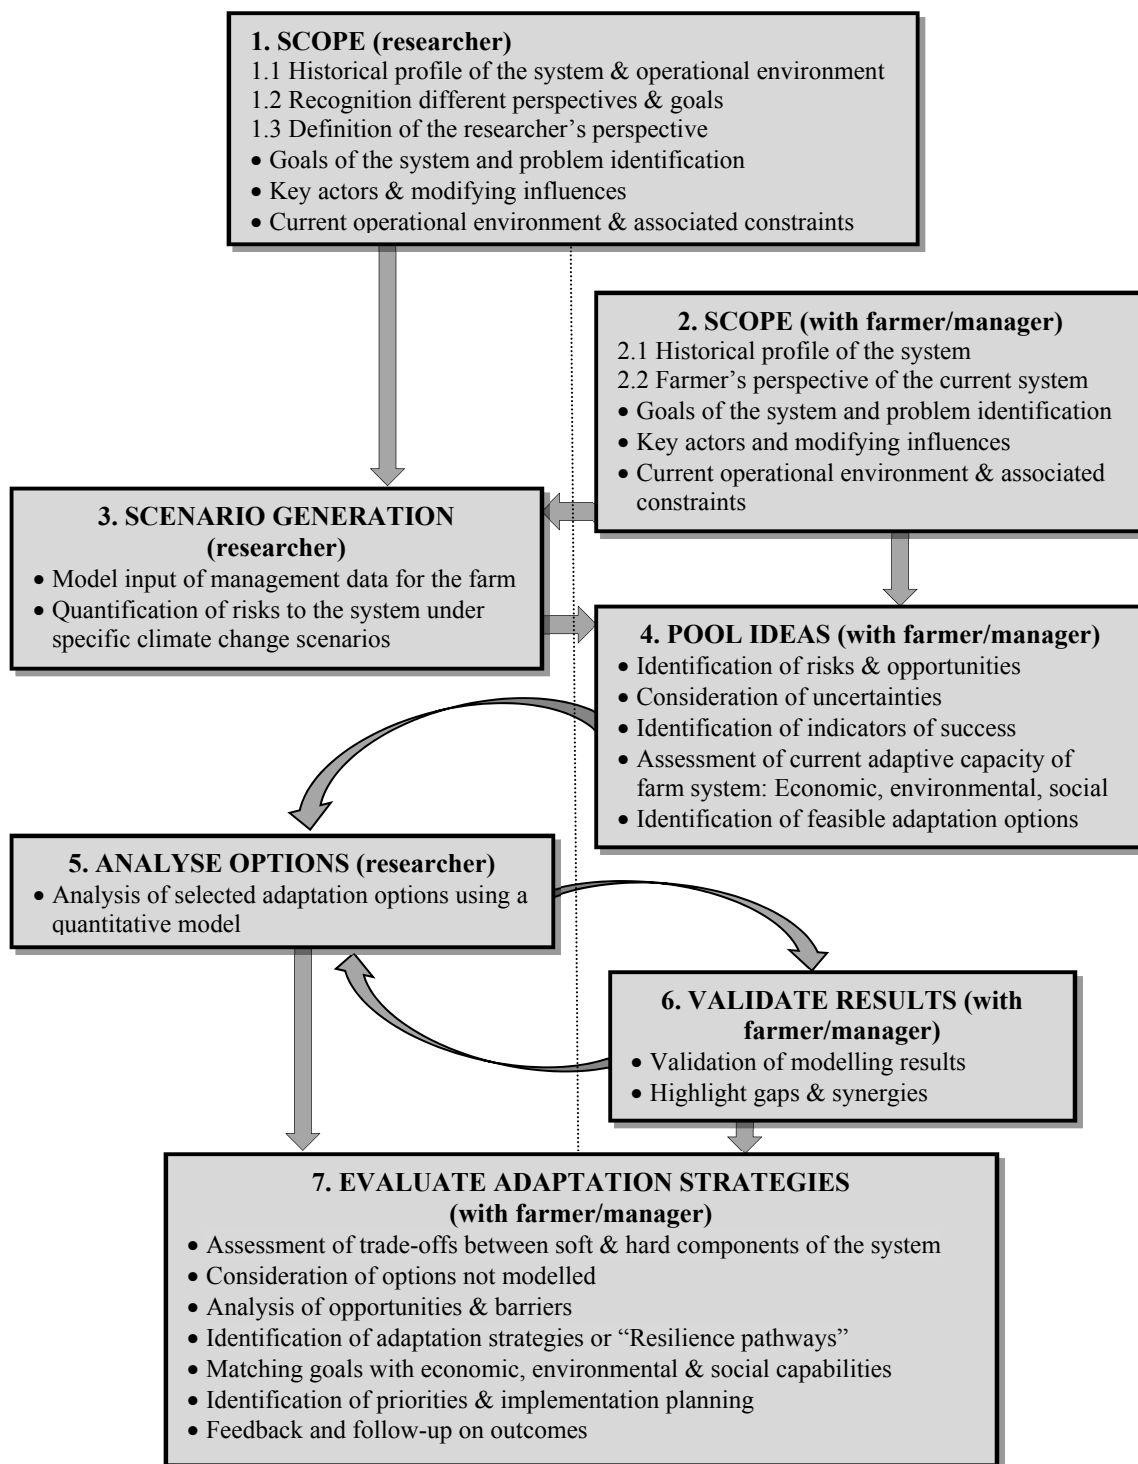 1. SCOPE (researcher)
1.1 Historical profile of the system & operational environment
1.2 Recognition different perspectives & goals
1.3 Definition of the researcher’s perspective
• Goals of the system and problem identification
• Key actors & modifying influences
• Current operational environment & associated constraints
2. SCOPE (with farmer/manager)
2.1 Historical profile of the system
2.2 Farmer’s perspective of the current system
• Goals of the system and problem identification
• Key actors and modifying influences
• Current operational environment & associated
constraints
3. SCENARIO GENERATION
(researcher)
• Model input of management data for the farm
• Quantification of risks to the system under
specific climate change scenarios
4. POOL IDEAS (with farmer/manager)
• Identification of risks & opportunities
• Consideration of uncertainties
• Identification of indicators of success
• Assessment of current adaptive capacity of
farm system: Economic, environmental, social
• Identification of feasible adaptation options
5. ANALYSE OPTIONS (researcher)
• Analysis of selected adaptation options using a
quantitative model
6. VALIDATE RESULTS (with
farmer/manager)
• Validation of modelling results
• Highlight gaps & synergies
7. EVALUATE ADAPTATION STRATEGIES
(with farmer/manager)
• Assessment of trade-offs between soft & hard components of the system
• Consideration of options not modelled
• Analysis of opportunities & barriers
• Identification of adaptation strategies or “Resilience pathways”
• Matching goals with economic, environmental & social capabilities
• Identification of priorities & implementation planning
• Feedback and follow-up on outcomes